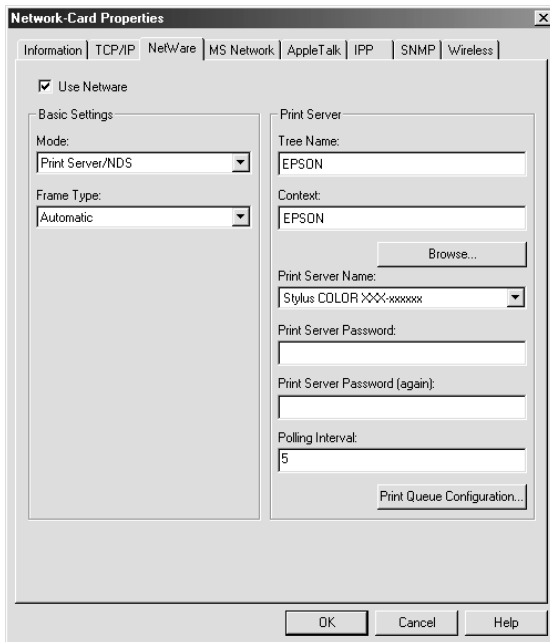 Network-Card Properties
Information TCP/IP NetWare MS Network AppleTalk IPP SNMP Wireless
Use Netware
Basic Settings
Mode:
Print Server/NDS
Frame Type:
Automatic
Print Server
Tree Name:
EPSON
Context:
EPSON
Browse...
Print Server Name:
Stylus COLOR XXX-xxxxxx
Print Server Password:
Print Server Password (again):
Polling Interval:
5
Print Queue Configuration...
OK Cancel Help